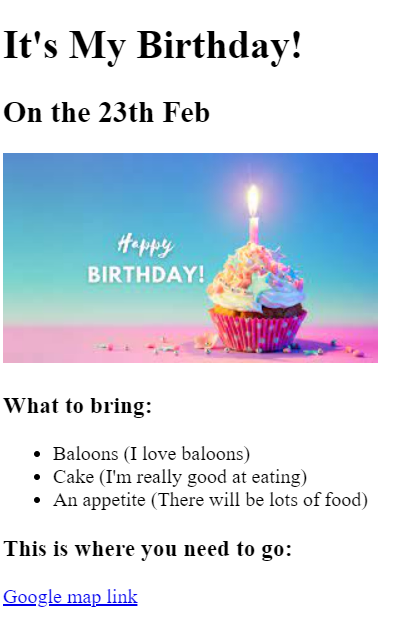 It's My Birthday!
On the 23th Feb
Happy
BIRTHDAY!
What to bring:
Baloons (I love baloons)
Cake (I'm really good at eating)
An appetite (There will be lots of food)
This is where you need to go:
Google map link